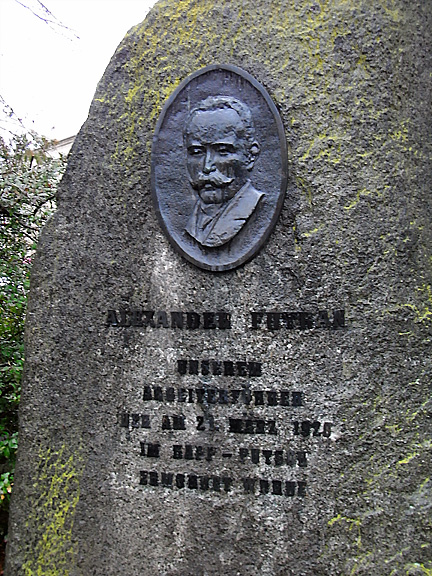 ALEXANDER FUTRAN
UNSEREM
ARBEITERFÜHRER
DER AM 21. MÄRZ 1920
IM KAPP-PUTSCH
ERMORDET WURDE